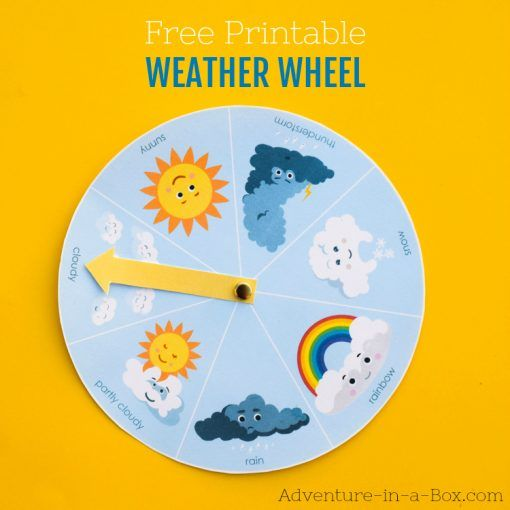 Free Printable
WEATHER WHEEL
sunny
thunderstorm
snow
rainbow
rain
partly cloudy
cloudy
Adventure-in-a-Box.com